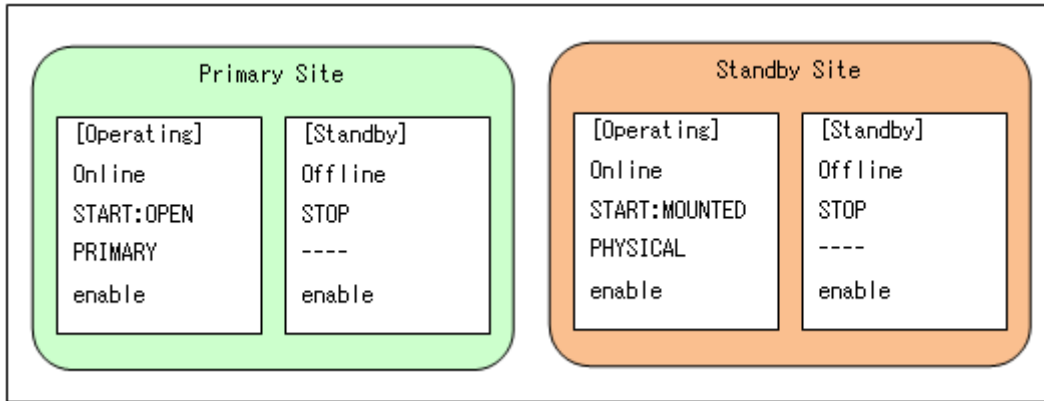 Primary Site
[Operating]
Online
START:OPEN
PRIMARY
enable
[Standby]
Offline
STOP
----
enable
Standby Site
[Operating]
Online
START:MOUNTED
PHYSICAL
enable
[Standby]
Offline
STOP
----
enable